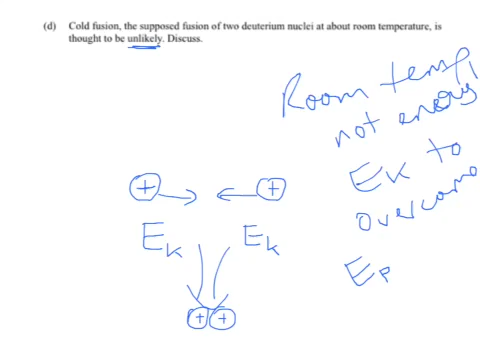 (d) Cold fusion, the supposed fusion of two deuterium nuclei at about room temperature, is
thought to be unlikely. Discuss.
Room temp,
not enough
EK to
overcome
EP
+ +
EK EK
+ +